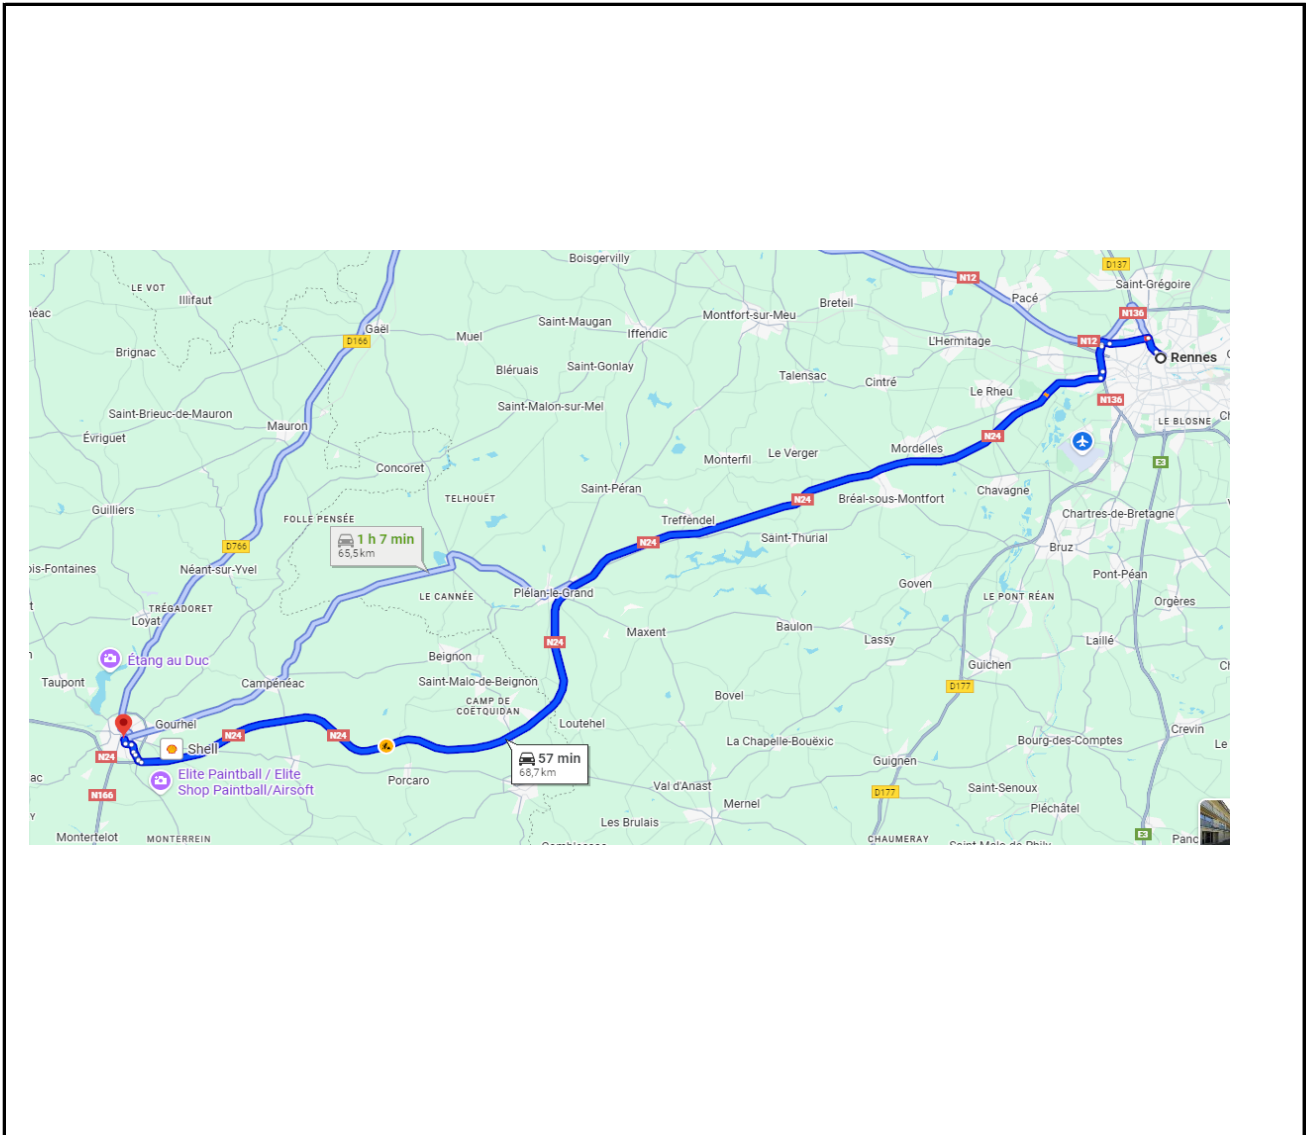 Boisgervilly
D137
LE VOT
N12
Saint-Grégoire
Illifaut
Pacé
néac
Breteil
Montfort-sur-Meu
N136
Saint-Maugan
Gaël
Iffendic
Muel
D166
L'Hermitage
N12
Brignac
Rennes
Bléruais
Saint-Gonlay
Talensac
Cintré
Le Rheu
N136
Saint-Malon-sur-Mel
Saint-Brieuc-de-Mauron
LE BLOSNE
Mauron
Évriguet
N24
Mordelles
Le Verger
Monterfil
Concoret
E3
Saint-Péran
Chavagne
TELHOUËT
Bréal-sous-Montfort
N24
Guilliers
Chartres-de-Bretagne
FOLLE PENSÉE
Treffendel
1 h 7 min
65,5 km
Saint-Thurial
N24
D766
Bruz
ois-Fontaines
Néant-sur-Yvel
Pont-Péan
Goven
Plélan-le-Grand
LE CANNÉE
LE PONT RÉAN
Orgères
TRÉGADORET
Loyat
Baulon
Maxent
Lassy
Laillé
N24
Beignon
Étang au Duc
Guichen
Taupont
Campénéac
Saint-Malo-de-Beignon
D177
Bovel
CAMP DE
COËTQUIDAN
Gourhel
Loutehel
Crevin
N24
N24
La Chapelle-Bouëxic
Bourg-des-Comptes
Le
Shell
N24
57 min
68,7 km
Guignen
Elite Paintball / Elite
Shop Paintball/Airsoft
Porcaro
Val d'Anast
Saint-Senoux
N166
D177
Mernel
Pléchâtel
Les Brulais
Montertelot
MONTERREIN
CHAUMERAY
E3
Panc